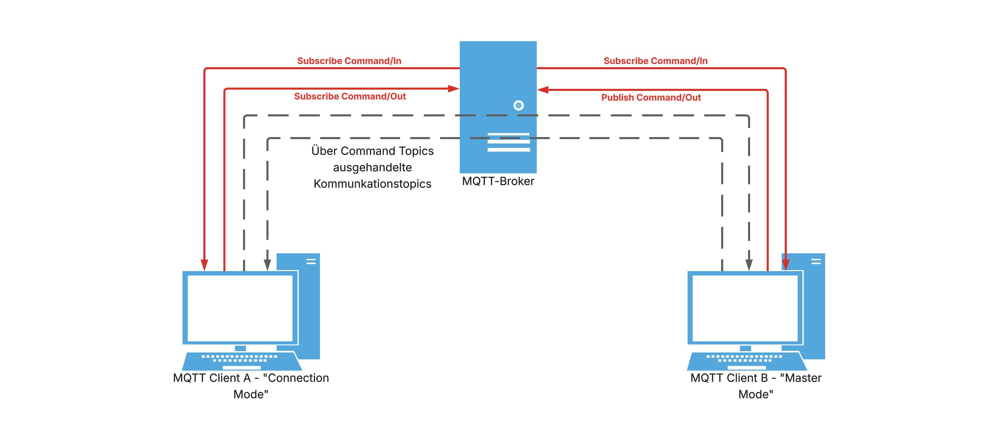 Subscribe Command/In
Subscribe Command/In
Subscribe Command/Out
Publish Command/Out
Über Command Topics
ausgehandelte
Kommunkationstopics
MQTT-Broker
MQTT Client A - "Connection
Mode"
MQTT Client B - "Master
Mode"